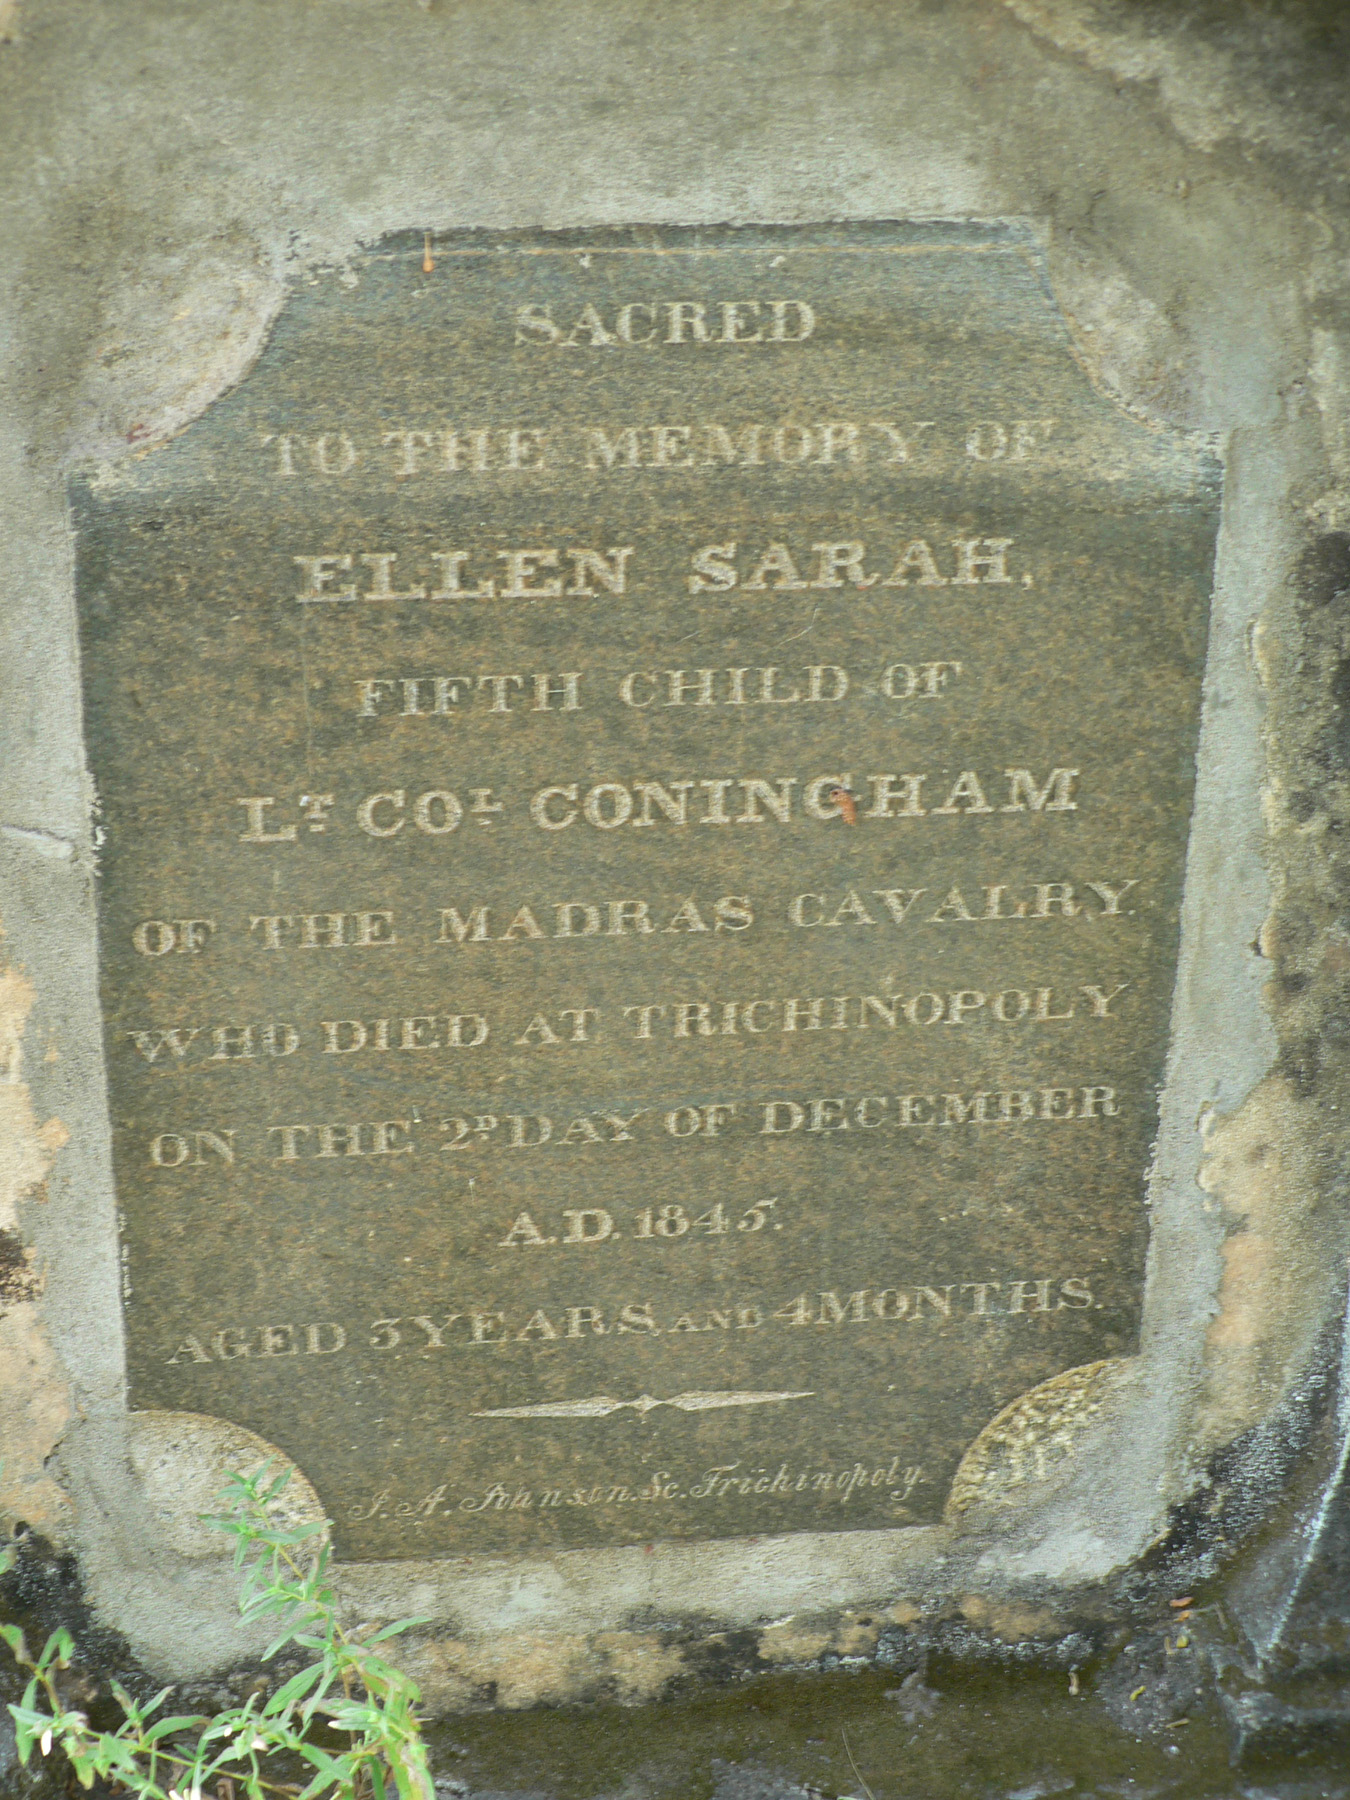 SACRED
TO THE MEMORY OF
ELLEN SARAH,
FIFTH CHILD OF
LT COL CONINGHAM
OF THE MADRAS CAVALRY.
WHO DIED AT TRICHINOPOLY
ON THE 2D DAY OF DECEMBER
A.D. 1845.
AGED 3 YEARS AND 4 MONTHS.
J. A. Johnson. Sc. Trichinopoly.